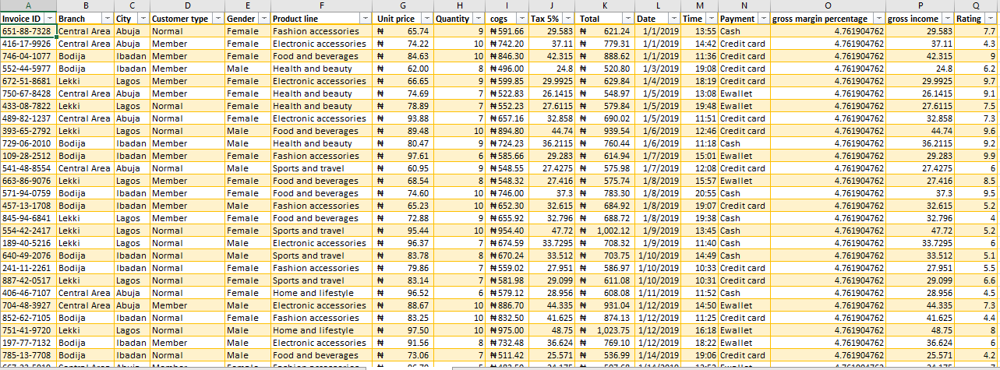 A B C D E F G H I J K L M N O P Q
Invoice ID Branch City Customer type Gender Product line Unit price Quantity cogs Tax 5% Total Date Time Payment gross margin percentage gross income Rating
651-88-7328 Central Area Abuja Normal Female Fashion accessories ₦ 65.74 9 ₦591.66 29.583 ₦ 621.24 1/1/2019 13:55 Cash 4.761904762 29.583 7.7
416-17-9926 Central Area Abuja Member Female Electronic accessories ₦ 74.22 10 ₦742.20 37.11 ₦ 779.31 1/1/2019 14:42 Credit card 4.761904762 37.11 4.3
746-04-1077 Bodija Ibadan Member Female Food and beverages ₦ 84.63 10 ₦846.30 42.315 ₦ 888.62 1/1/2019 11:36 Credit card 4.761904762 42.315 9
552-44-5977 Bodija Ibadan Member Male Health and beauty ₦ 62.00 8 ₦496.00 24.8 ₦ 520.80 1/3/2019 19:08 Credit card 4.761904762 24.8 6.2
672-51-8681 Lekki Lagos Member Female Electronic accessories ₦ 66.65 9 ₦599.85 29.9925 ₦ 629.84 1/4/2019 18:19 Credit card 4.761904762 29.9925 9.7
750-67-8428 Central Area Abuja Member Female Health and beauty ₦ 74.69 7 ₦522.83 26.1415 ₦ 548.97 1/5/2019 13:08 Ewallet 4.761904762 26.1415 9.1
433-08-7822 Lekki Lagos Normal Female Health and beauty ₦ 78.89 7 ₦552.23 27.6115 ₦ 579.84 1/5/2019 19:48 Ewallet 4.761904762 27.6115 7.5
489-82-1237 Central Area Abuja Normal Female Electronic accessories ₦ 93.88 7 ₦657.16 32.858 ₦ 690.02 1/5/2019 11:51 Credit card 4.761904762 32.858 7.3
393-65-2792 Lekki Lagos Normal Male Food and beverages ₦ 89.48 10 ₦894.80 44.74 ₦ 939.54 1/6/2019 12:46 Credit card 4.761904762 44.74 9.6
729-06-2010 Bodija Ibadan Member Male Health and beauty ₦ 80.47 9 ₦724.23 36.2115 ₦ 760.44 1/6/2019 11:18 Cash 4.761904762 36.2115 9.2
109-28-2512 Bodija Ibadan Member Female Fashion accessories ₦ 97.61 6 ₦585.66 29.283 ₦ 614.94 1/7/2019 15:01 Ewallet 4.761904762 29.283 9.9
541-48-8554 Central Area Abuja Normal Male Sports and travel ₦ 60.95 9 ₦548.55 27.4275 ₦ 575.98 1/7/2019 12:08 Credit card 4.761904762 27.4275 6
663-86-9076 Lekki Lagos Member Female Food and beverages ₦ 68.54 8 ₦548.32 27.416 ₦ 575.74 1/8/2019 15:57 Ewallet 4.761904762 27.416 8.5
571-94-0759 Bodija Ibadan Member Female Food and beverages ₦ 74.60 10 ₦746.00 37.3 ₦ 783.30 1/8/2019 20:55 Cash 4.761904762 37.3 9.5
457-13-1708 Bodija Ibadan Member Male Fashion accessories ₦ 65.23 10 ₦652.30 32.615 ₦ 684.92 1/8/2019 19:07 Credit card 4.761904762 32.615 5.2
845-94-6841 Lekki Lagos Member Female Food and beverages ₦ 72.88 9 ₦655.92 32.796 ₦ 688.72 1/8/2019 19:38 Cash 4.761904762 32.796 4
554-42-2417 Lekki Lagos Normal Female Sports and travel ₦ 95.44 10 ₦954.40 47.72 ₦ 1,002.12 1/9/2019 13:45 Cash 4.761904762 47.72 5.2
189-40-5216 Lekki Lagos Normal Male Electronic accessories ₦ 96.37 7 ₦674.59 33.7295 ₦ 708.32 1/9/2019 11:40 Cash 4.761904762 33.7295 6
640-49-2076 Bodija Ibadan Normal Male Sports and travel ₦ 83.78 8 ₦670.24 33.512 ₦ 703.75 1/10/2019 14:49 Cash 4.761904762 33.512 5.1
241-11-2261 Bodija Ibadan Normal Female Fashion accessories ₦ 79.86 7 ₦559.02 27.951 ₦ 586.97 1/10/2019 10:33 Credit card 4.761904762 27.951 5.5
887-42-0517 Lekki Lagos Normal Female Sports and travel ₦ 83.14 7 ₦581.98 29.099 ₦ 611.08 1/10/2019 10:31 Credit card 4.761904762 29.099 6.6
406-46-7107 Central Area Abuja Normal Female Home and lifestyle ₦ 96.52 6 ₦579.12 28.956 ₦ 608.08 1/11/2019 11:52 Cash 4.761904762 28.956 4.5
704-48-3927 Central Area Abuja Member Male Electronic accessories ₦ 88.67 10 ₦886.70 44.335 ₦ 931.04 1/12/2019 14:50 Ewallet 4.761904762 44.335 7.3
852-62-7105 Bodija Ibadan Normal Female Fashion accessories ₦ 83.25 10 ₦832.50 41.625 ₦ 874.13 1/12/2019 11:25 Credit card 4.761904762 41.625 4.4
751-41-9720 Lekki Lagos Normal Male Home and lifestyle ₦ 97.50 10 ₦975.00 48.75 ₦ 1,023.75 1/12/2019 16:18 Ewallet 4.761904762 48.75 8
197-77-7132 Bodija Ibadan Member Male Electronic accessories ₦ 91.56 8 ₦732.48 36.624 ₦ 769.10 1/12/2019 18:22 Ewallet 4.761904762 36.624 6
785-13-7708 Bodija Ibadan Normal Male Food and beverages ₦ 73.06 7 ₦511.42 25.571 ₦ 536.99 1/14/2019 19:06 Credit card 4.761904762 25.571 4.2